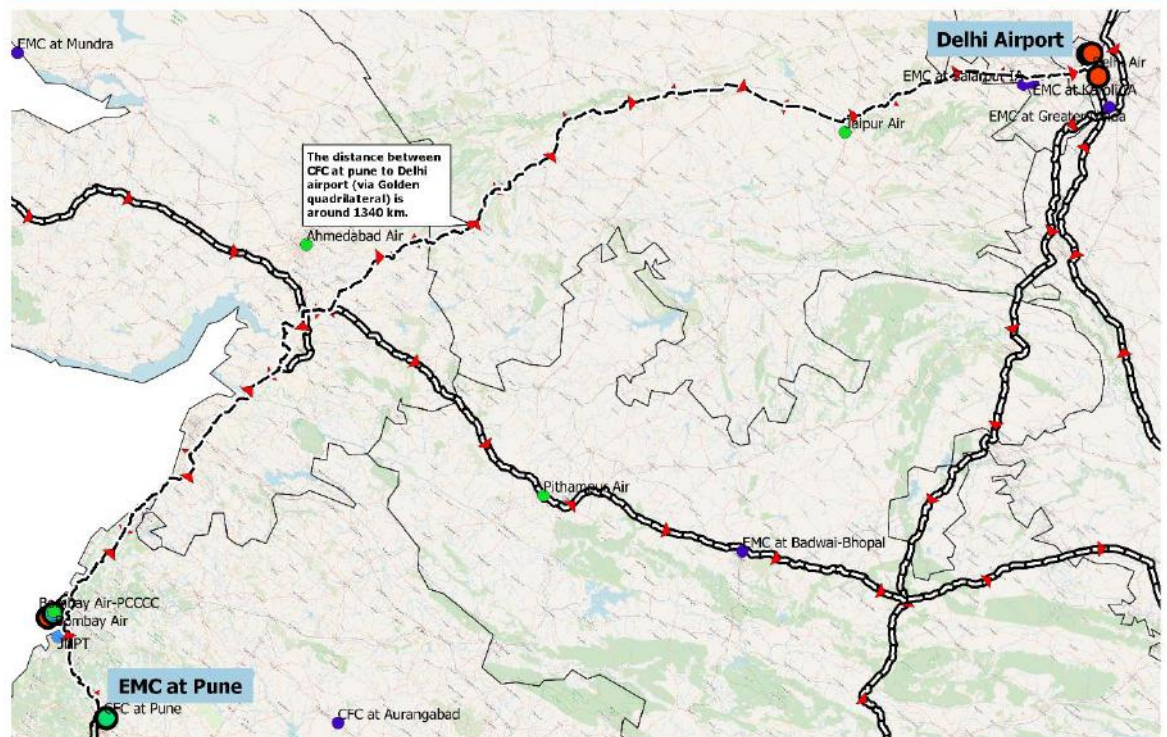 EMC at Mundra
Delhi Airport
Delhi Air
EMC at Salarpur IA
EMC at Karoli IA
EMC at Greater Noida
Jaipur Air
The distance between
CFC at pune to Delhi
airport (via Golden
quadrilateral) is
around 1340 km.
Ahmedabad Air
Pithampur Air
EMC at Badwai-Bhopal
Bombay Air-PCCCC
Bombay Air
JNPT
EMC at Pune
CFC at Pune
CFC at Aurangabad